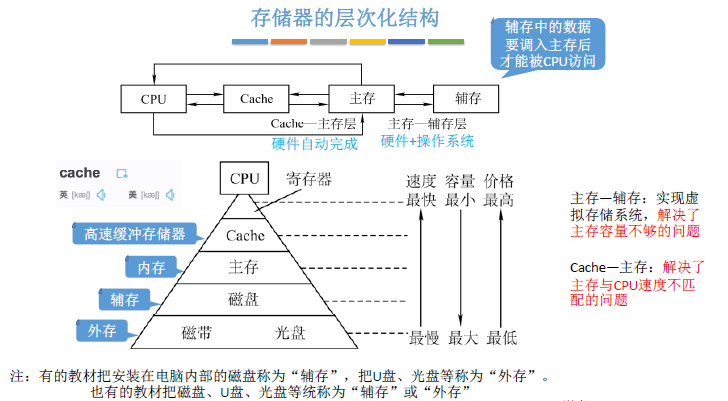 存储器的层次化结构
辅存中的数据
要调入主存后
才能被CPU访问
CPU
Cache
主存
辅存
Cache—主存层
主存—辅存层
硬件自动完成
硬件+操作系统
cache
英 [kæʃ]
美 [kæʃ]
CPU
寄存器
速度
容量
价格
最快
最小
最高
高速缓冲存储器
Cache
内存
主存
辅存
磁盘
外存
磁带
光盘
最慢
最大
最低
主存—辅存：实现虚
拟存储系统，解决了
主存容量不够的问题
Cache—主存：解决了
主存与CPU速度不匹
配的问题
注：有的教材把安装在电脑内部的磁盘称为“辅存”，把U盘、光盘等称为“外存”。
也有的教材把磁盘、U盘、光盘等统称为“辅存”或“外存”